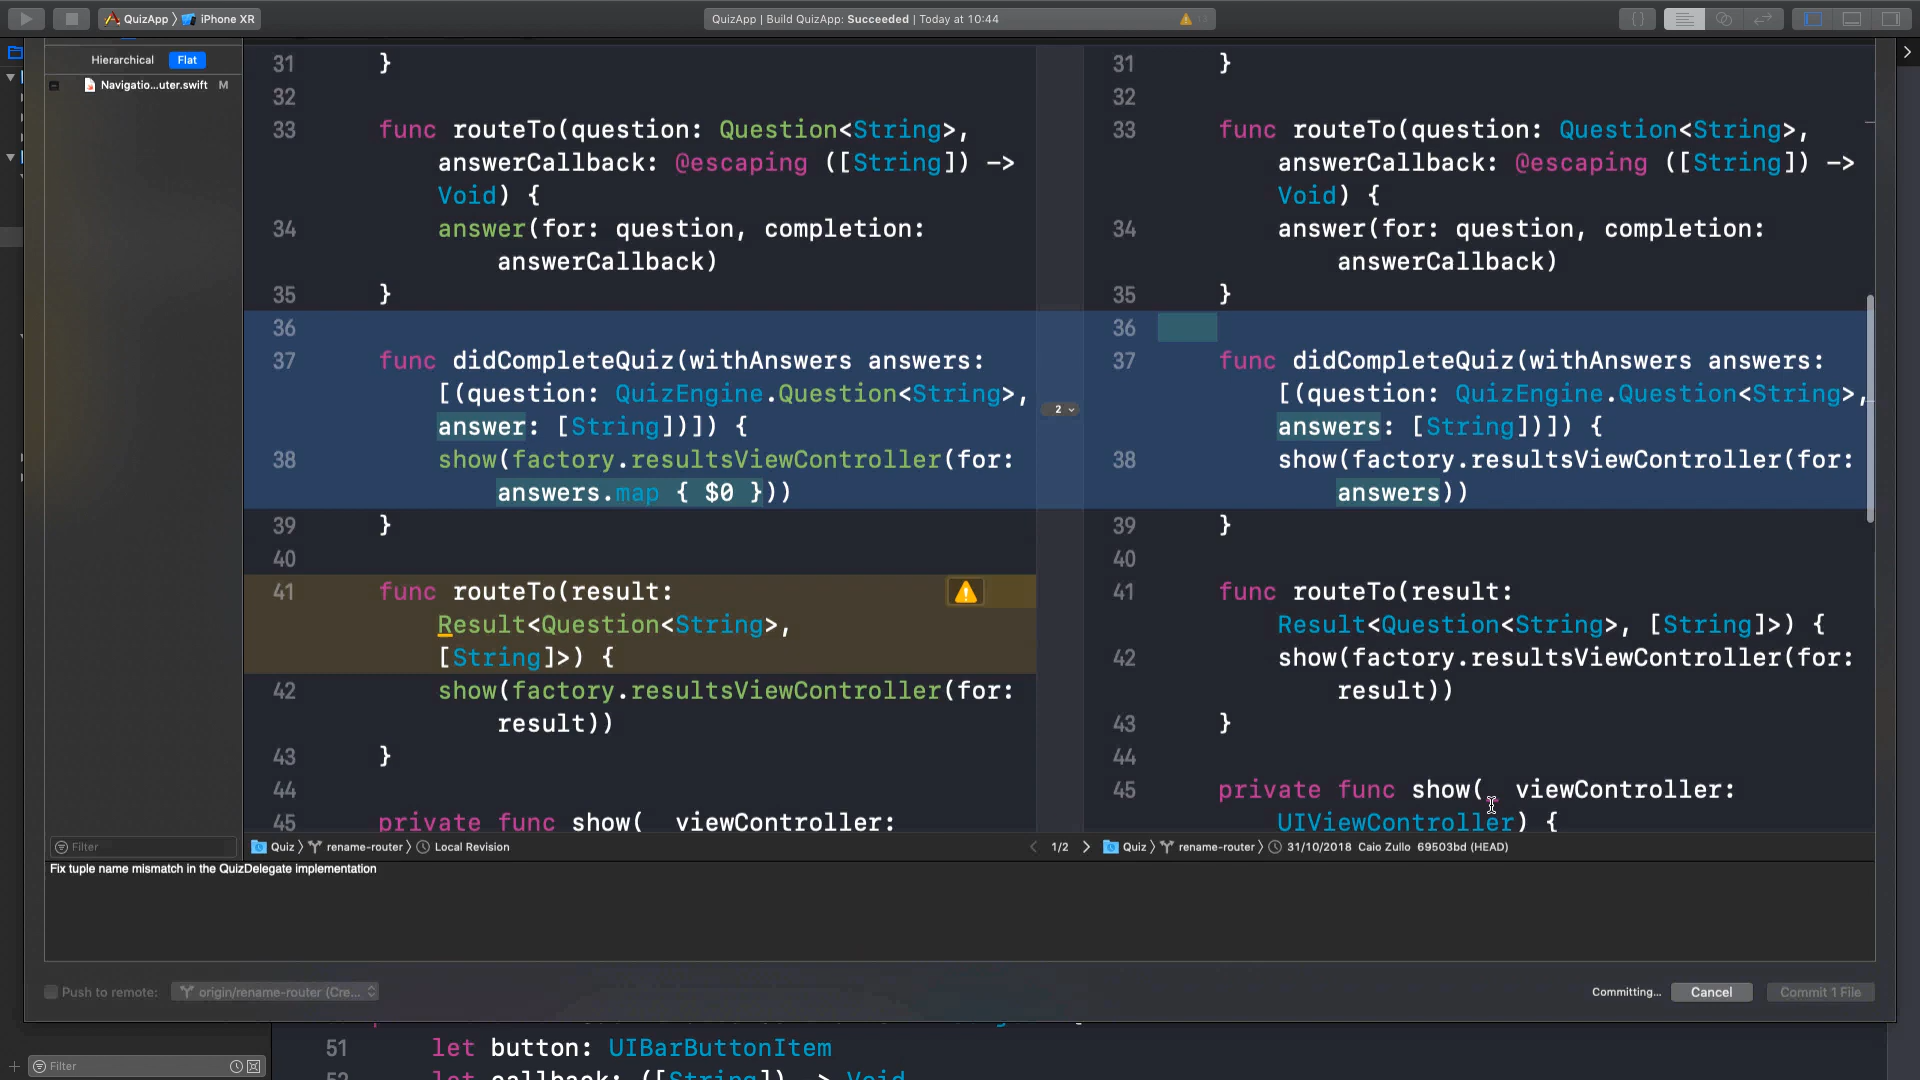 QuizApp 〉 iPhone XR
QuizApp | Build QuizApp: Succeeded | Today at 10:44
Hierarchical Flat
Navigatio...uter.swift M
31 }
32
33 func routeTo(question: Question<String>,
answerCallback: @escaping ([String]) ->
Void) {
34 answer(for: question, completion:
answerCallback)
35 }
36
37 func didCompleteQuiz(withAnswers answers:
[(question: QuizEngine.Question<String>,
answer: [String])]) {
38 show(factory.resultsViewController(for:
answers.map { $0 }))
39 }
40
41 func routeTo(result:
Result<Question<String>,
[String]>) {
42 show(factory.resultsViewController(for:
result))
43 }
44
45 private func show(_ viewController:
2
31 }
32
33 func routeTo(question: Question<String>,
answerCallback: @escaping ([String]) ->
Void) {
34 answer(for: question, completion:
answerCallback)
35 }
36
37 func didCompleteQuiz(withAnswers answers:
[(question: QuizEngine.Question<String>,
answers: [String])]) {
38 show(factory.resultsViewController(for:
answers))
39 }
40
41 func routeTo(result:
Result<Question<String>, [String]>) {
42 show(factory.resultsViewController(for:
result))
43 }
44
45 private func show(_ viewController:
UIViewController) {
Filter
Quiz 〉 rename-router 〉 Local Revision
1/2
Quiz 〉 rename-router 〉 31/10/2018 Caio Zullo 69503bd (HEAD)
Fix tuple name mismatch in the QuizDelegate implementation
Push to remote: origin/rename-router (Cre...
Committing... Cancel Commit 1 File
51 let button: UIBarButtonItem
52 let callback: ([String]) -> Void
Filter